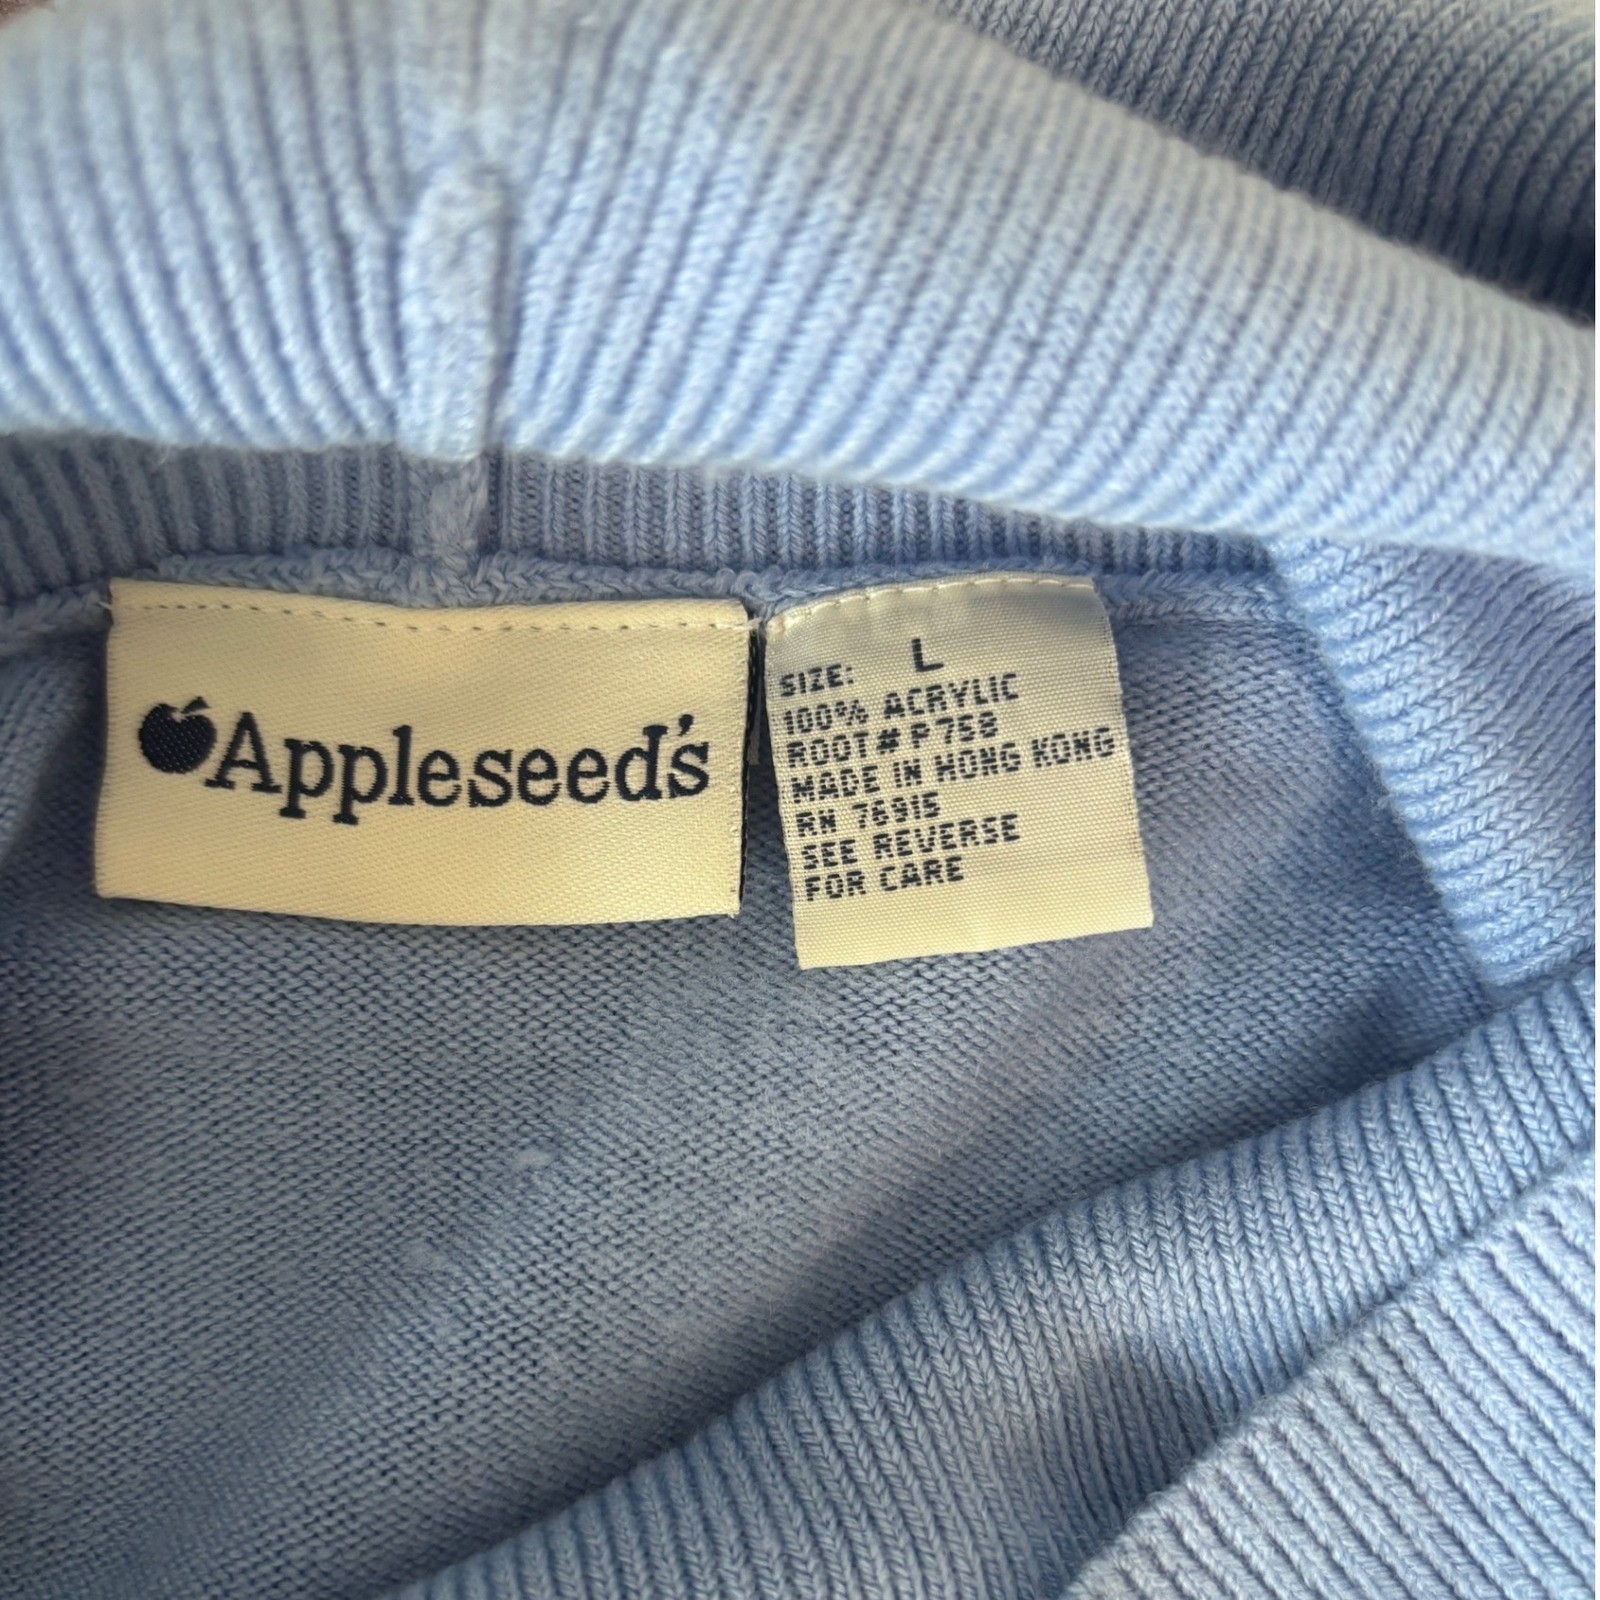 Appleseed's
SIZE: L
100% ACRYLIC
ROOT# P758
MADE IN HONG KONG
RN 76915
SEE REVERSE
FOR CARE